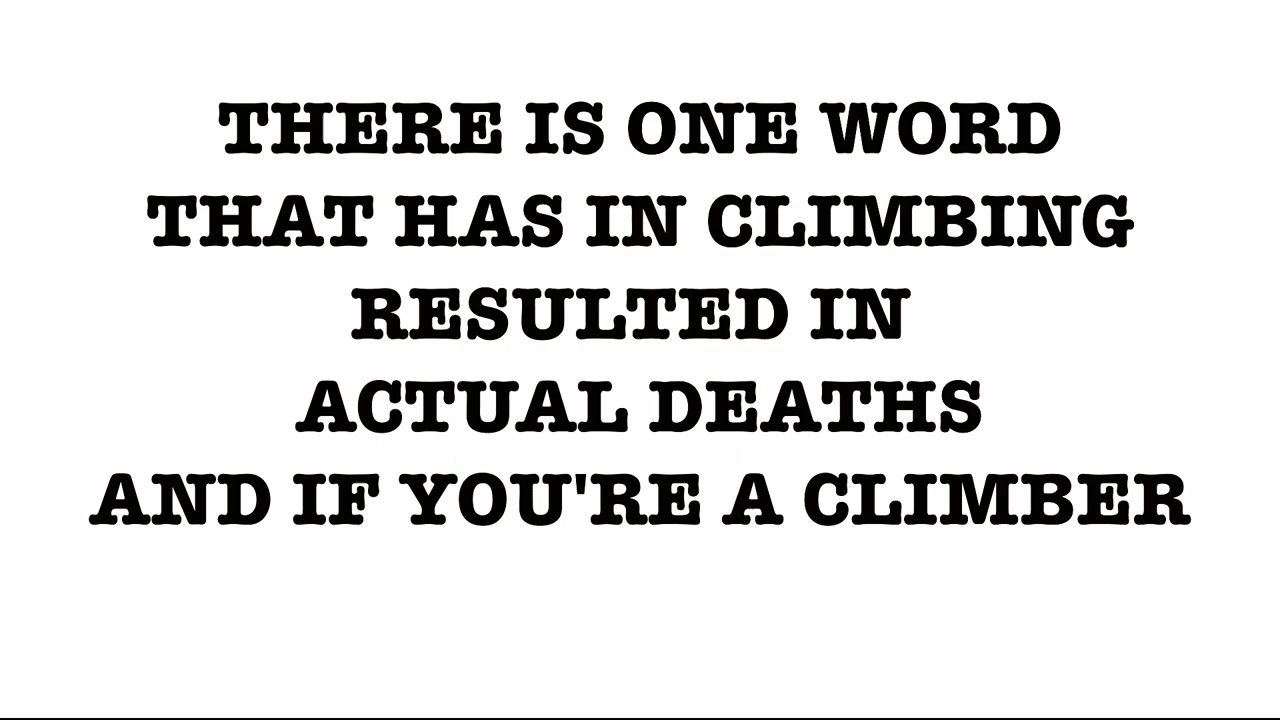 THERE IS ONE WORD
THAT HAS IN CLIMBING
RESULTED IN
ACTUAL DEATHS
AND IF YOU'RE A CLIMBER